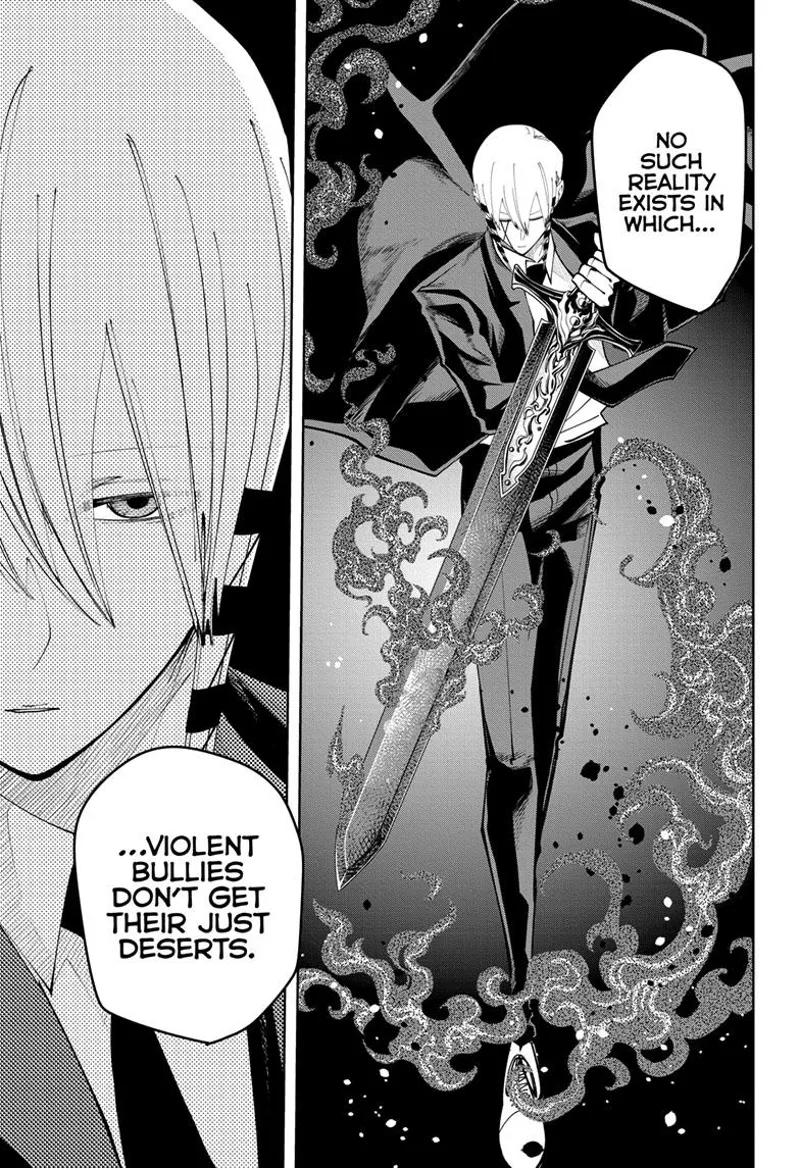 NO
SUCH
REALITY
EXISTS IN
WHICH...
...VIOLENT
BULLIES
DON'T GET
THEIR JUST
DESERTS.